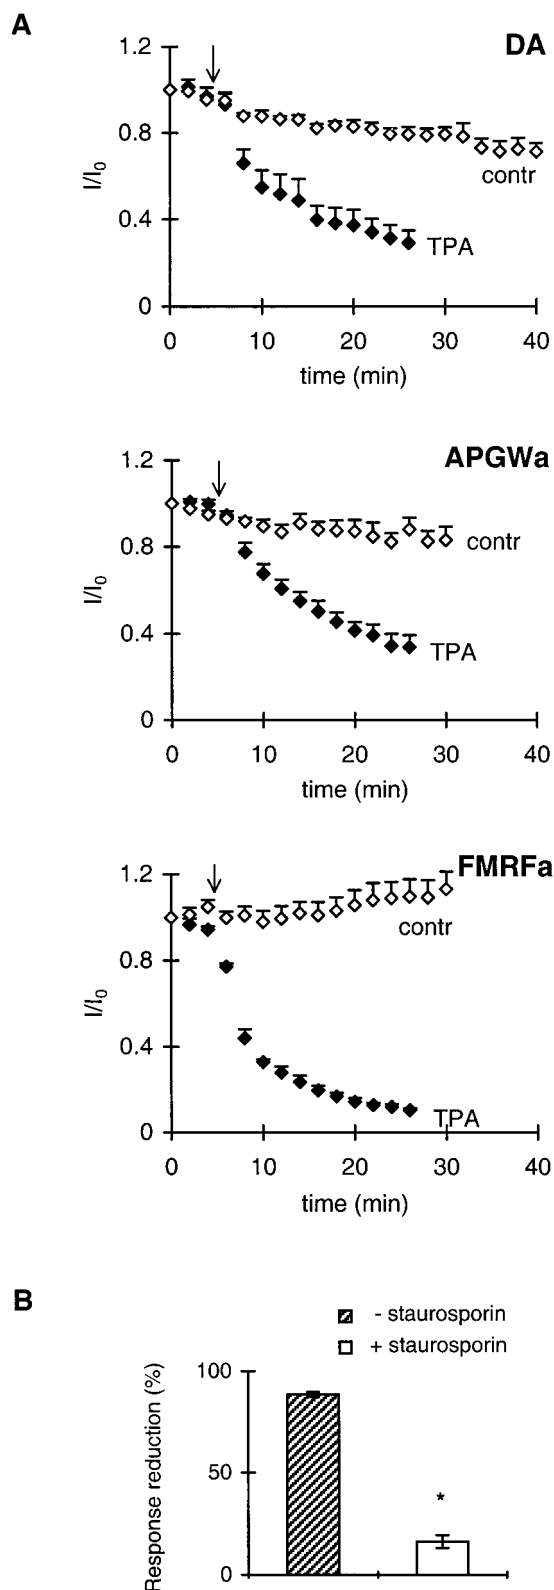 A
DA
1.2
0.8
0.4
0
I/I0
contr
TPA
0 10 20 30 40
time (min)
APGWa
1.2
0.8
0.4
0
I/I0
contr
TPA
0 10 20 30 40
time (min)
FMRFa
1.2
0.8
0.4
0
I/I0
contr
TPA
0 10 20 30 40
time (min)
B
- staurosporin
+ staurosporin
Response reduction (%)
100
50
0
*